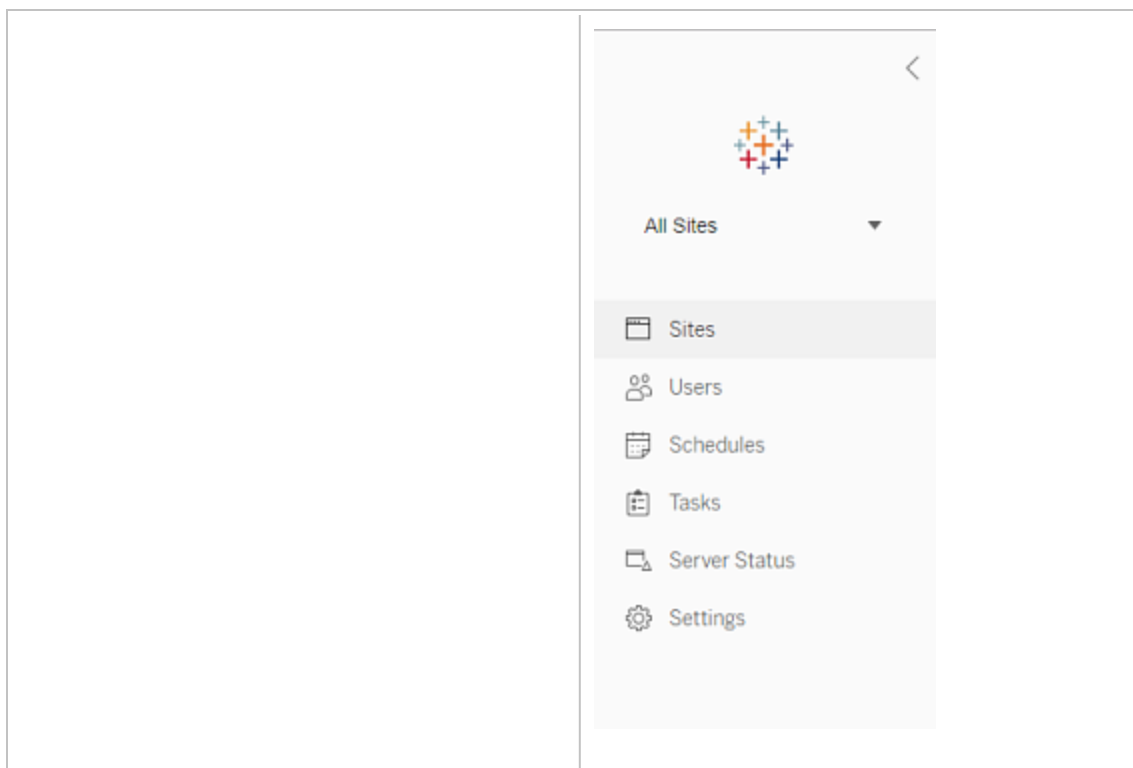 All Sites
Sites
Users
Schedules
Tasks
Server Status
Settings